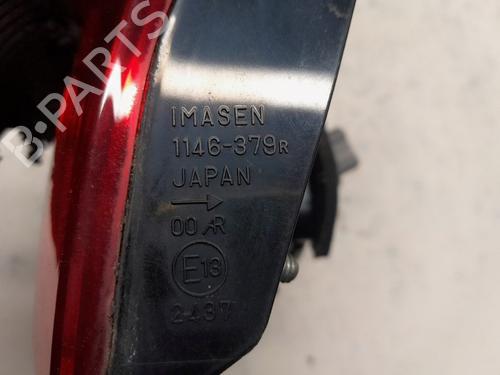 B-PARTS
IMASEN
1146-379R
JAPAN
→
00 AR
E13
2437